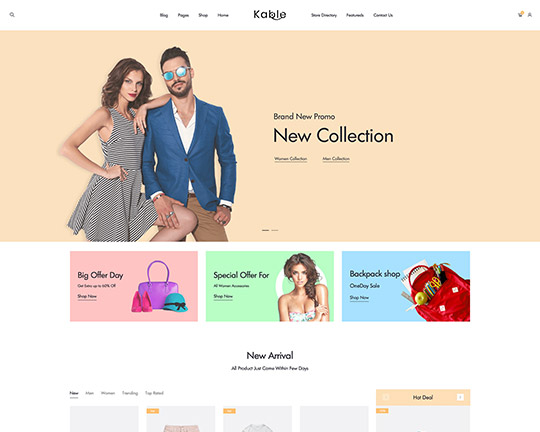 Blog Pages Shop Home Kable Store Directory Featureds Contact Us
Brand New Promo
New Collection
Women Collection Men Collection
Big Offer Day
Get Extra up to 60% Off
Shop Now
Special Offer For
All Women Accessories
Shop Now
Backpack shop
OneDay Sale
Shop Now
New Arrival
All Product Just Came Within Few Days
New Men Women Trending Top Rated
Hot Deal